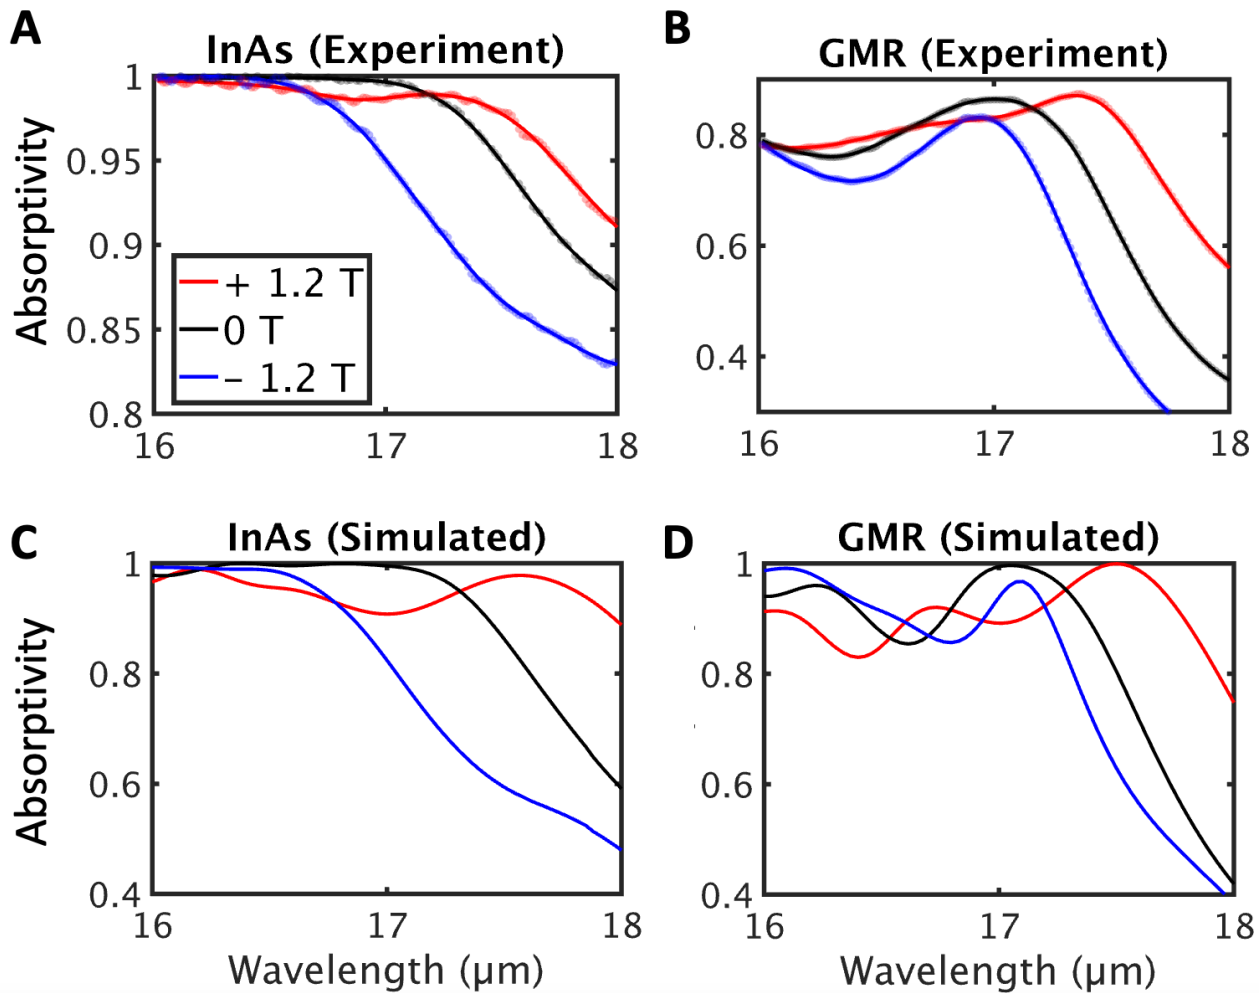 A
InAs (Experiment)
Absorptivity
1
0.95
0.9
0.85
0.8
+ 1.2 T
0 T
– 1.2 T
16
17
18
B
GMR (Experiment)
0.8
0.6
0.4
16
17
18
C
InAs (Simulated)
Absorptivity
1
0.8
0.6
0.4
16
17
18
Wavelength (μm)
D
GMR (Simulated)
1
0.8
0.6
0.4
16
17
18
Wavelength (μm)